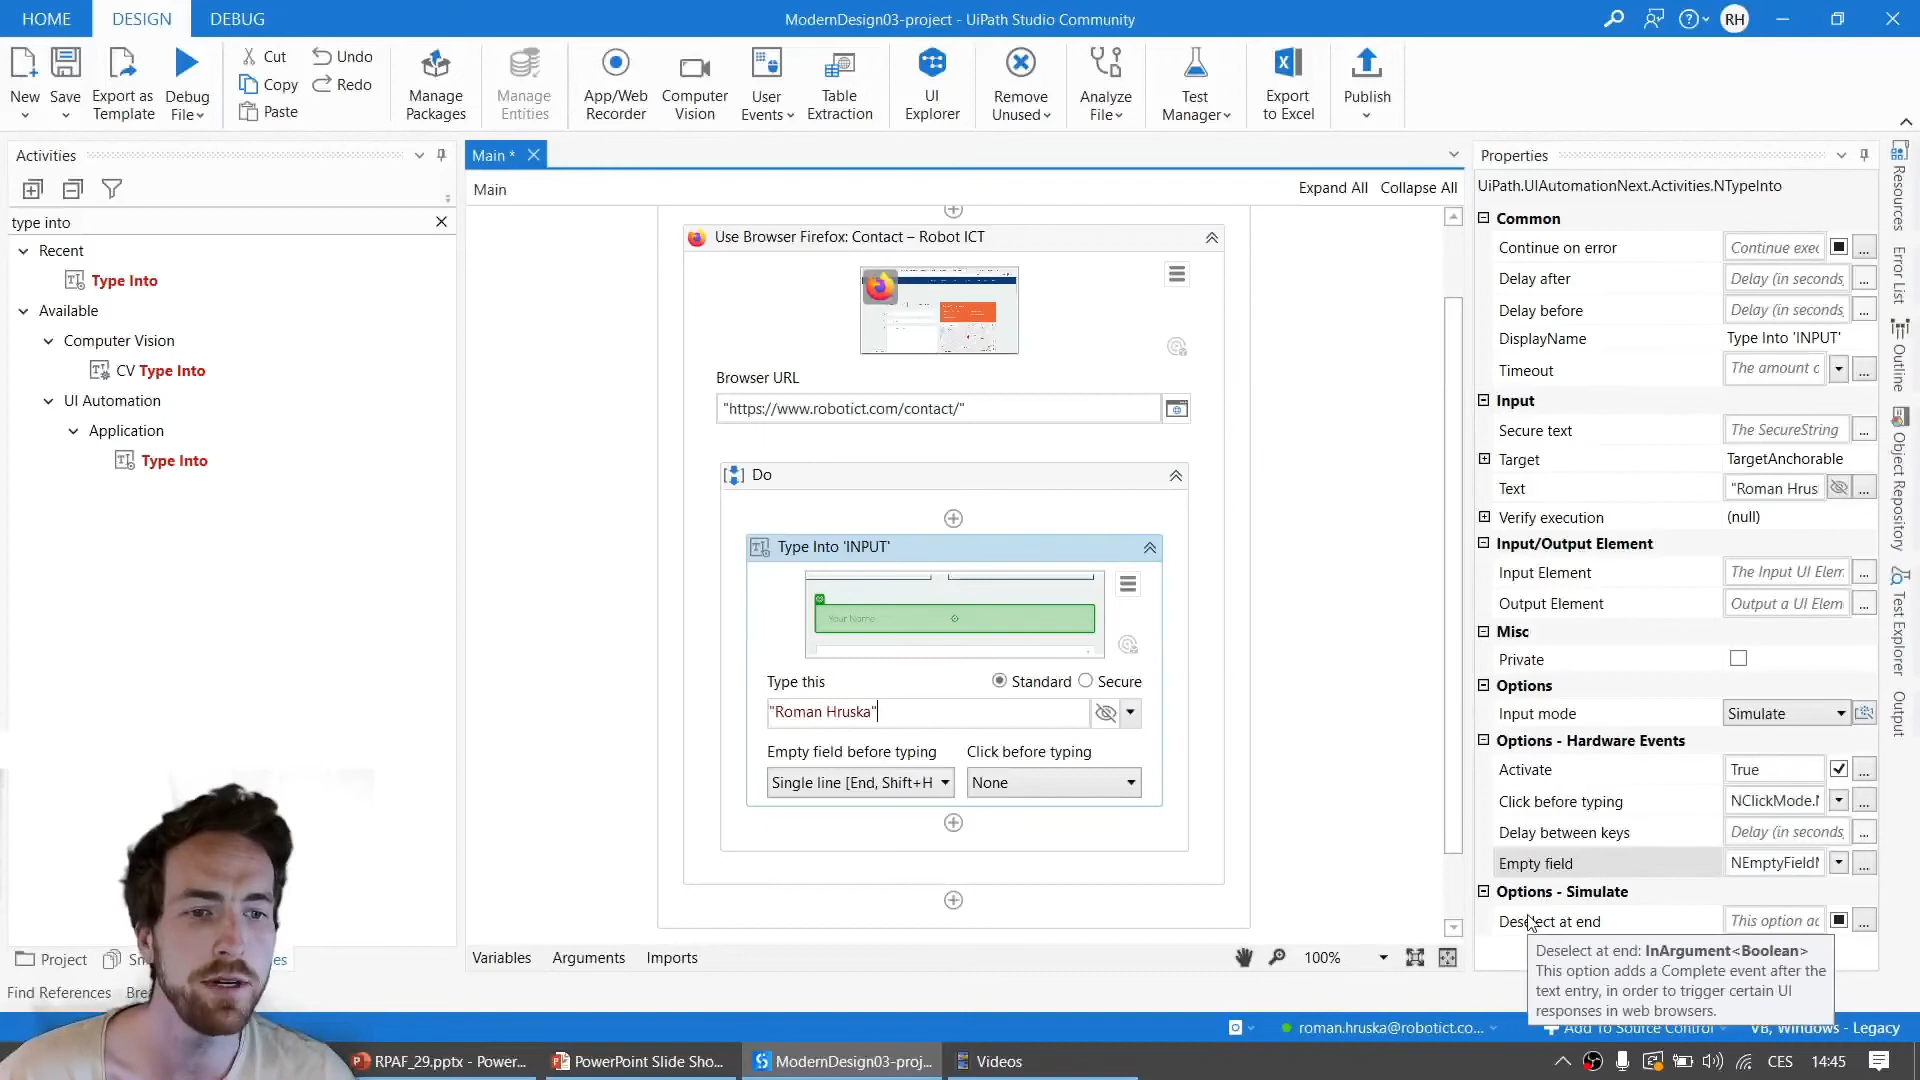 HOME
DESIGN
DEBUG
ModernDesign03-project - UiPath Studio Community
RH
New
Save
Export as Template
Debug File
Cut
Copy
Paste
Undo
Redo
Manage Packages
Manage Entities
App/Web Recorder
Computer Vision
User Events
Table Extraction
UI Explorer
Remove Unused
Analyze File
Test Manager
Export to Excel
Publish
Activities
type into
Recent
Type Into
Available
Computer Vision
CV Type Into
UI Automation
Application
Type Into
Project
Find References
Main *
Main
Expand All
Collapse All
Use Browser Firefox: Contact – Robot ICT
Browser URL
"https://www.robotict.com/contact/"
Do
Type Into 'INPUT'
Your Name
Type this
Standard
Secure
"Roman Hruska"
Empty field before typing
Click before typing
Single line [End, Shift+H
None
Variables
Arguments
Imports
100%
Properties
UiPath.UIAutomationNext.Activities.NTypeInto
Common
Continue on error
Continue exec
Delay after
Delay (in seconds,
Delay before
Delay (in seconds,
DisplayName
Type Into 'INPUT'
Timeout
The amount o
Input
Secure text
The SecureString
Target
TargetAnchorable
Text
"Roman Hrus
Verify execution
(null)
Input/Output Element
Input Element
The Input UI Elem
Output Element
Output a UI Elem
Misc
Private
Options
Input mode
Simulate
Options - Hardware Events
Activate
True
Click before typing
NClickMode.N
Delay between keys
Delay (in seconds,
Empty field
NEmptyFieldM
Options - Simulate
Deselect at end
This option ad
Deselect at end: InArgument<Boolean>
This option adds a Complete event after the
text entry, in order to trigger certain UI
responses in web browsers.
Resources
Error List
Outline
Object Repository
Test Explorer
Output
roman.hruska@robotict.co...
Add To Source Control
VB, Windows - Legacy
RPAF_29.pptx - Power...
PowerPoint Slide Sho...
ModernDesign03-proj...
Videos
CES
14:45